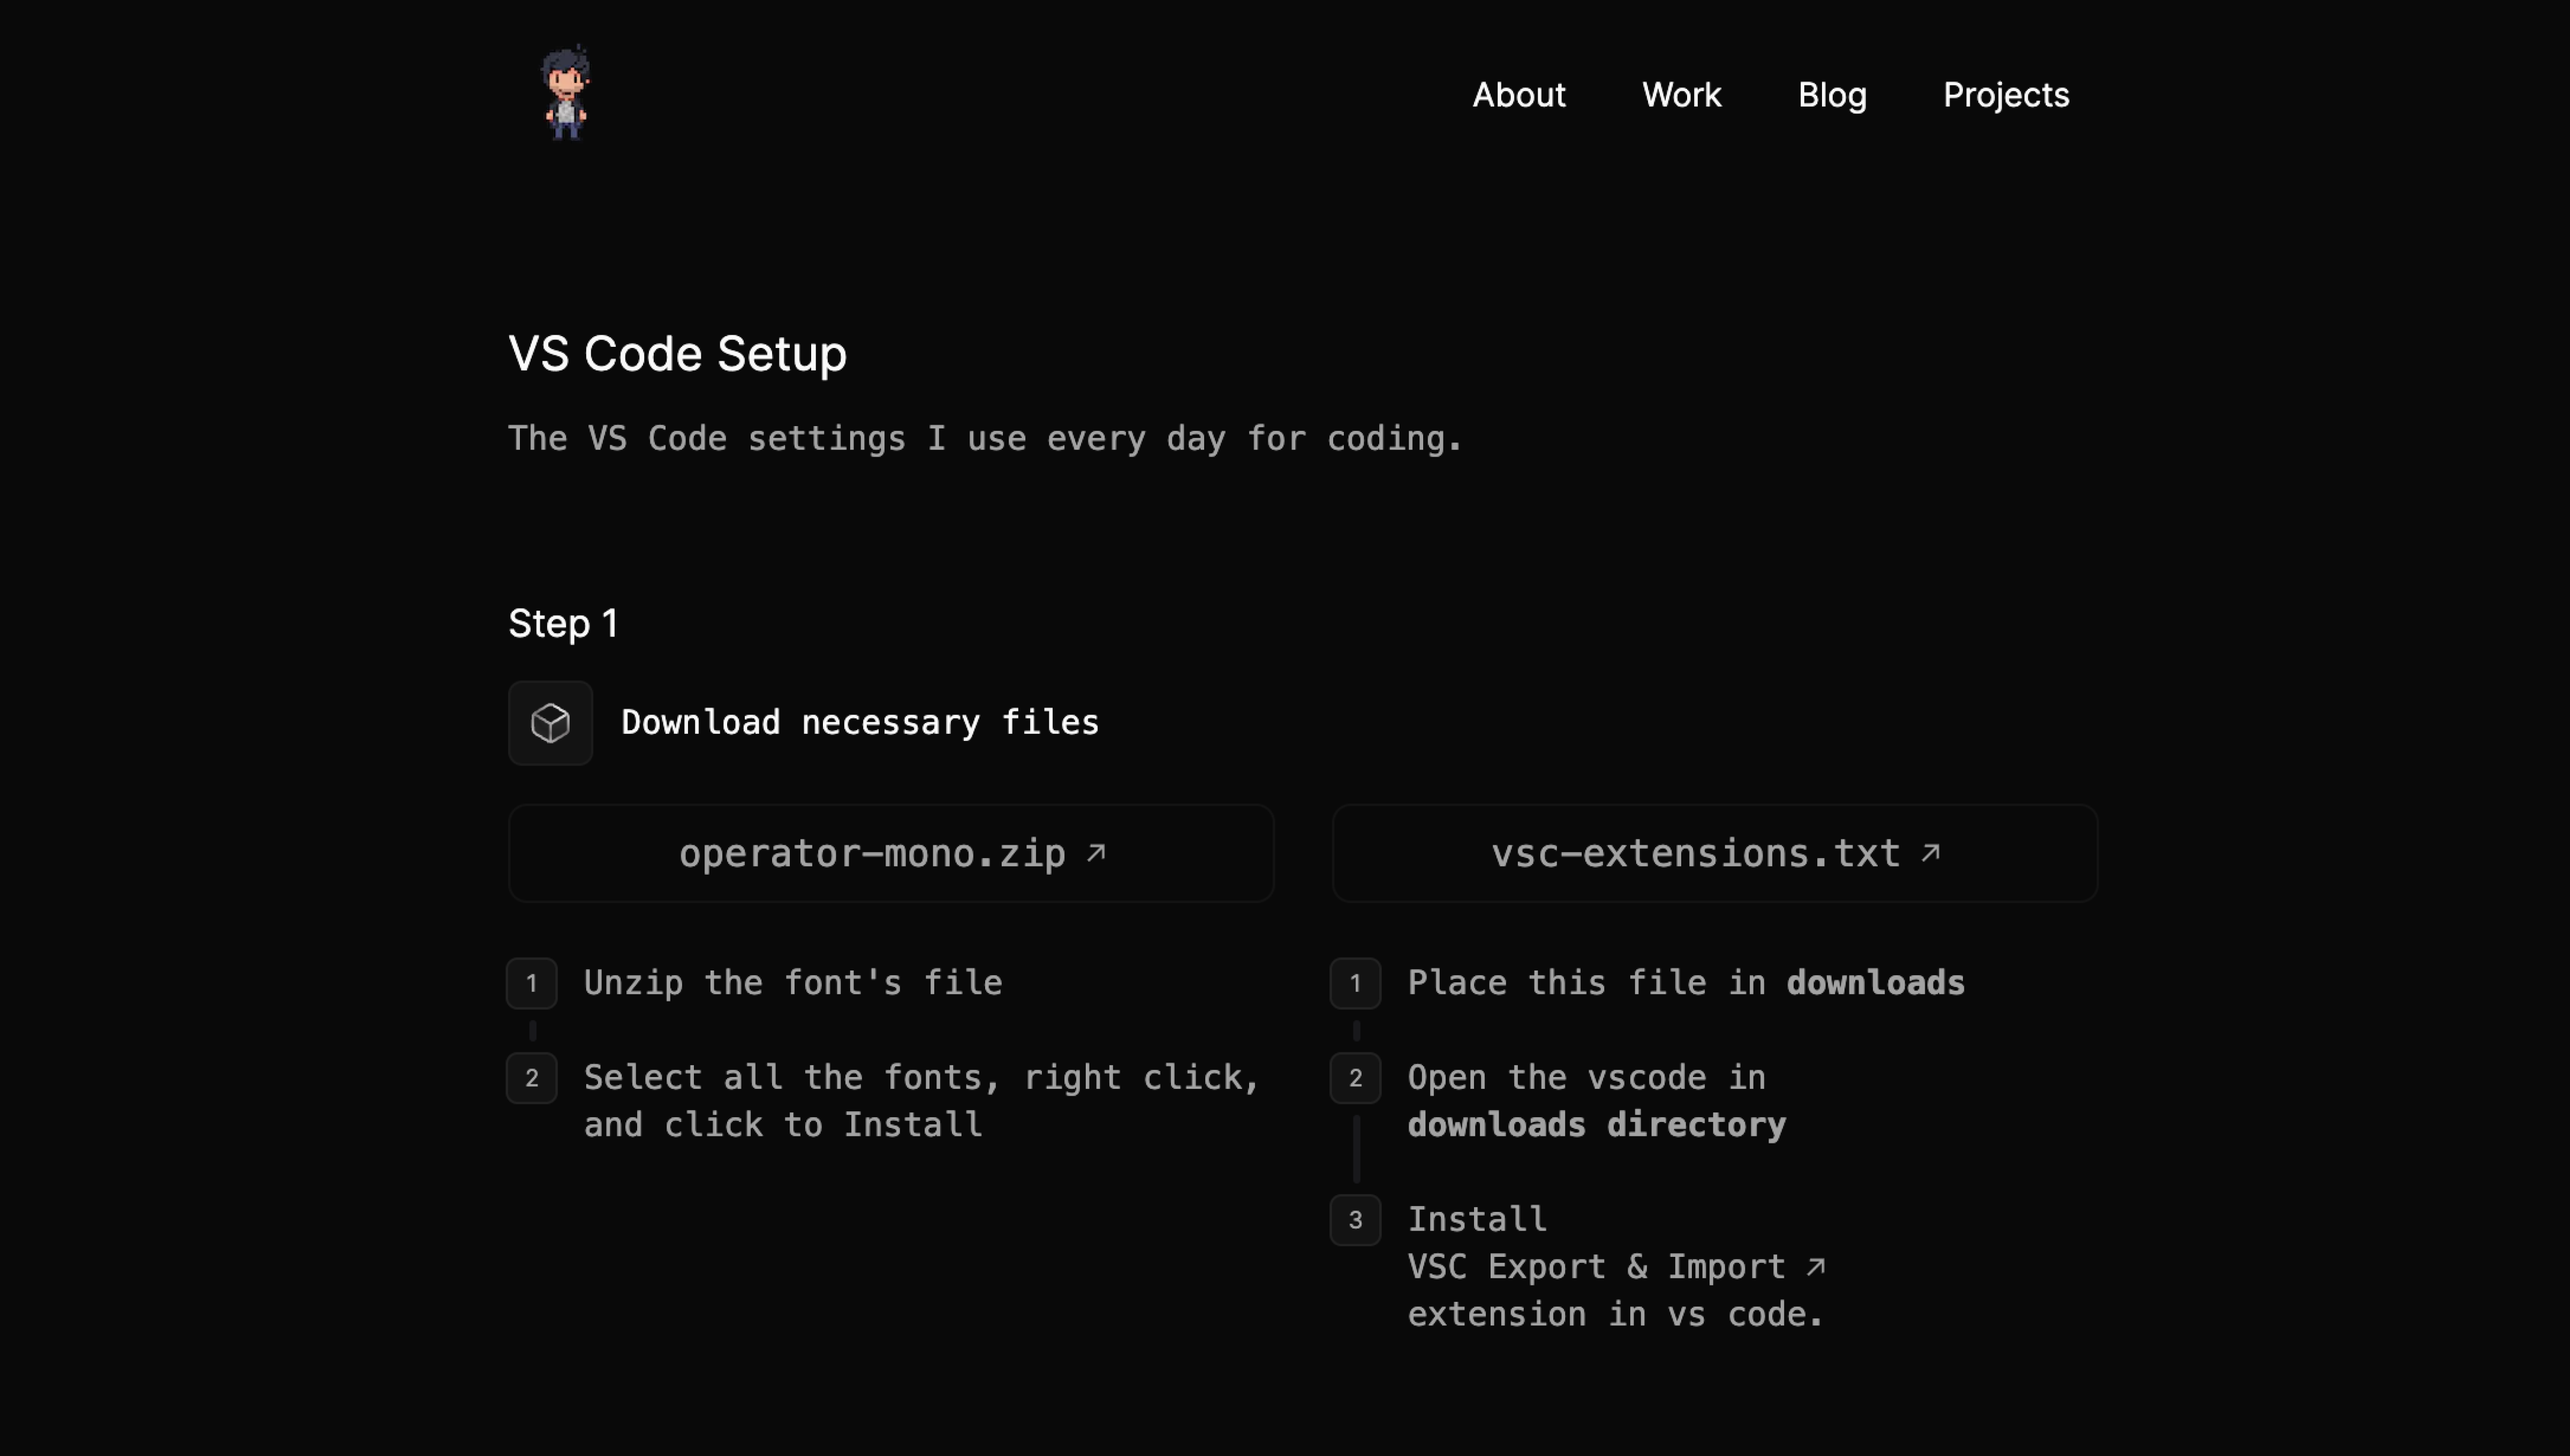 About Work Blog Projects
VS Code Setup
The VS Code settings I use every day for coding.
Step 1
Download necessary files
operator-mono.zip ↗
1 Unzip the font's file
2 Select all the fonts, right click,
and click to Install
vsc-extensions.txt ↗
1 Place this file in downloads
2 Open the vscode in
downloads directory
3 Install
VSC Export & Import ↗
extension in vs code.